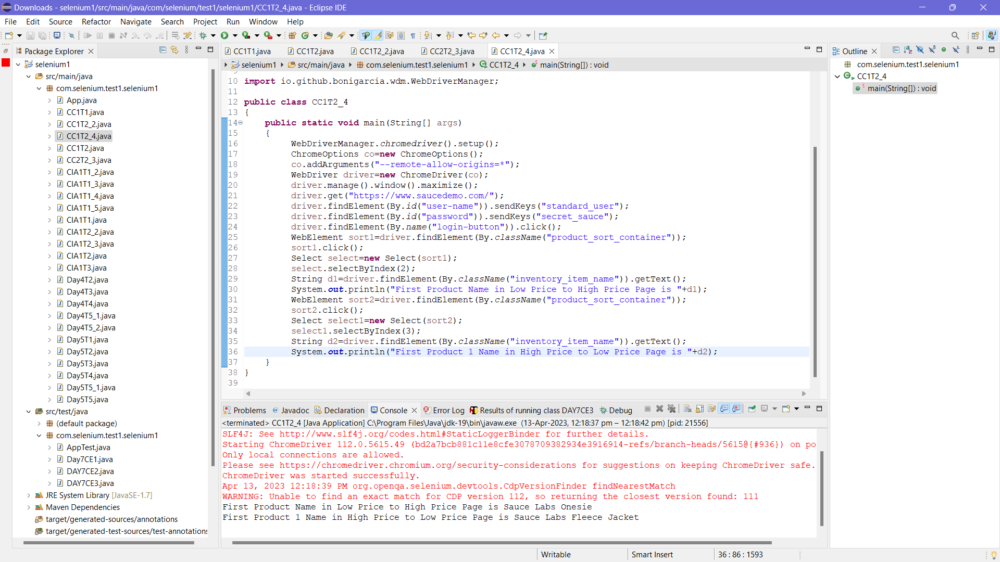 Downloads - selenium1/src/main/java/com/selenium/test1/selenium1/CC1T2_4.java - Eclipse IDE
File Edit Source Refactor Navigate Search Project Run Window Help
Package Explorer
selenium1
src/main/java
com.selenium.test1.selenium1
App.java
CC1T1.java
CC1T2_2.java
CC1T2_4.java
CC1T2.java
CC2T2_3.java
CIA1T1_2.java
CIA1T1_3.java
CIA1T1_4.java
CIA1T1_5.java
CIA1T1.java
CIA1T2_2.java
CIA1T2_3.java
CIA1T2.java
CIA1T3.java
Day4T2.java
Day4T3.java
Day4T4.java
Day4T5_1.java
Day4T5_2.java
Day5T1.java
Day5T2.java
Day5T3.java
Day5T4.java
Day5T5_1.java
Day5T5.java
src/test/java
(default package)
com.selenium.test1.selenium1
AppTest.java
Day7CE1.java
DAY7CE2.java
DAY7CE3.java
JRE System Library [JavaSE-1.7]
Maven Dependencies
target/generated-sources/annotations
target/generated-test-sources/test-annotations
CC1T1.java CC1T2.java CC1T2_2.java CC2T2_3.java CC1T2_4.java
selenium1 src/main/java com.selenium.test1.selenium1 CC1T2_4 main(String[]) : void
10 import io.github.bonigarcia.wdm.WebDriverManager;
11
12 public class CC1T2_4
13 {
14 public static void main(String[] args)
15 {
16 WebDriverManager.chromedriver().setup();
17 ChromeOptions co=new ChromeOptions();
18 co.addArguments("--remote-allow-origins=*");
19 WebDriver driver=new ChromeDriver(co);
20 driver.manage().window().maximize();
21 driver.get("https://www.saucedemo.com/");
22 driver.findElement(By.id("user-name")).sendKeys("standard_user");
23 driver.findElement(By.id("password")).sendKeys("secret_sauce");
24 driver.findElement(By.name("login-button")).click();
25 WebElement sort1=driver.findElement(By.className("product_sort_container"));
26 sort1.click();
27 Select select=new Select(sort1);
28 select.selectByIndex(2);
29 String d1=driver.findElement(By.className("inventory_item_name")).getText();
30 System.out.println("First Product Name in Low Price to High Price Page is "+d1);
31 WebElement sort2=driver.findElement(By.className("product_sort_container"));
32 sort2.click();
33 Select select1=new Select(sort2);
34 select1.selectByIndex(3);
35 String d2=driver.findElement(By.className("inventory_item_name")).getText();
36 System.out.println("First Product 1 Name in High Price to Low Price Page is "+d2);
37 }
38 }
39
Problems Javadoc Declaration Console Error Log Results of running class DAY7CE3 Debug
<terminated> CC1T2_4 [Java Application] C:\Program Files\Java\jdk-19\bin\javaw.exe (13-Apr-2023, 12:18:37 pm – 12:18:42 pm) [pid: 21556]
SLF4J: See http://www.slf4j.org/codes.html#StaticLoggerBinder for further details.
Starting ChromeDriver 112.0.5615.49 (bd2a7bcb881c11e8cfe3078709382934e3916914-refs/branch-heads/5615@{#936}) on po
Only local connections are allowed.
Please see https://chromedriver.chromium.org/security-considerations for suggestions on keeping ChromeDriver safe.
ChromeDriver was started successfully.
Apr 13, 2023 12:18:39 PM org.openqa.selenium.devtools.CdpVersionFinder findNearestMatch
WARNING: Unable to find an exact match for CDP version 112, so returning the closest version found: 111
First Product Name in Low Price to High Price Page is Sauce Labs Onesie
First Product 1 Name in High Price to Low Price Page is Sauce Labs Fleece Jacket
Outline
com.selenium.test1.selenium1
CC1T2_4
main(String[]) : void
Writable Smart Insert 36 : 86 : 1593